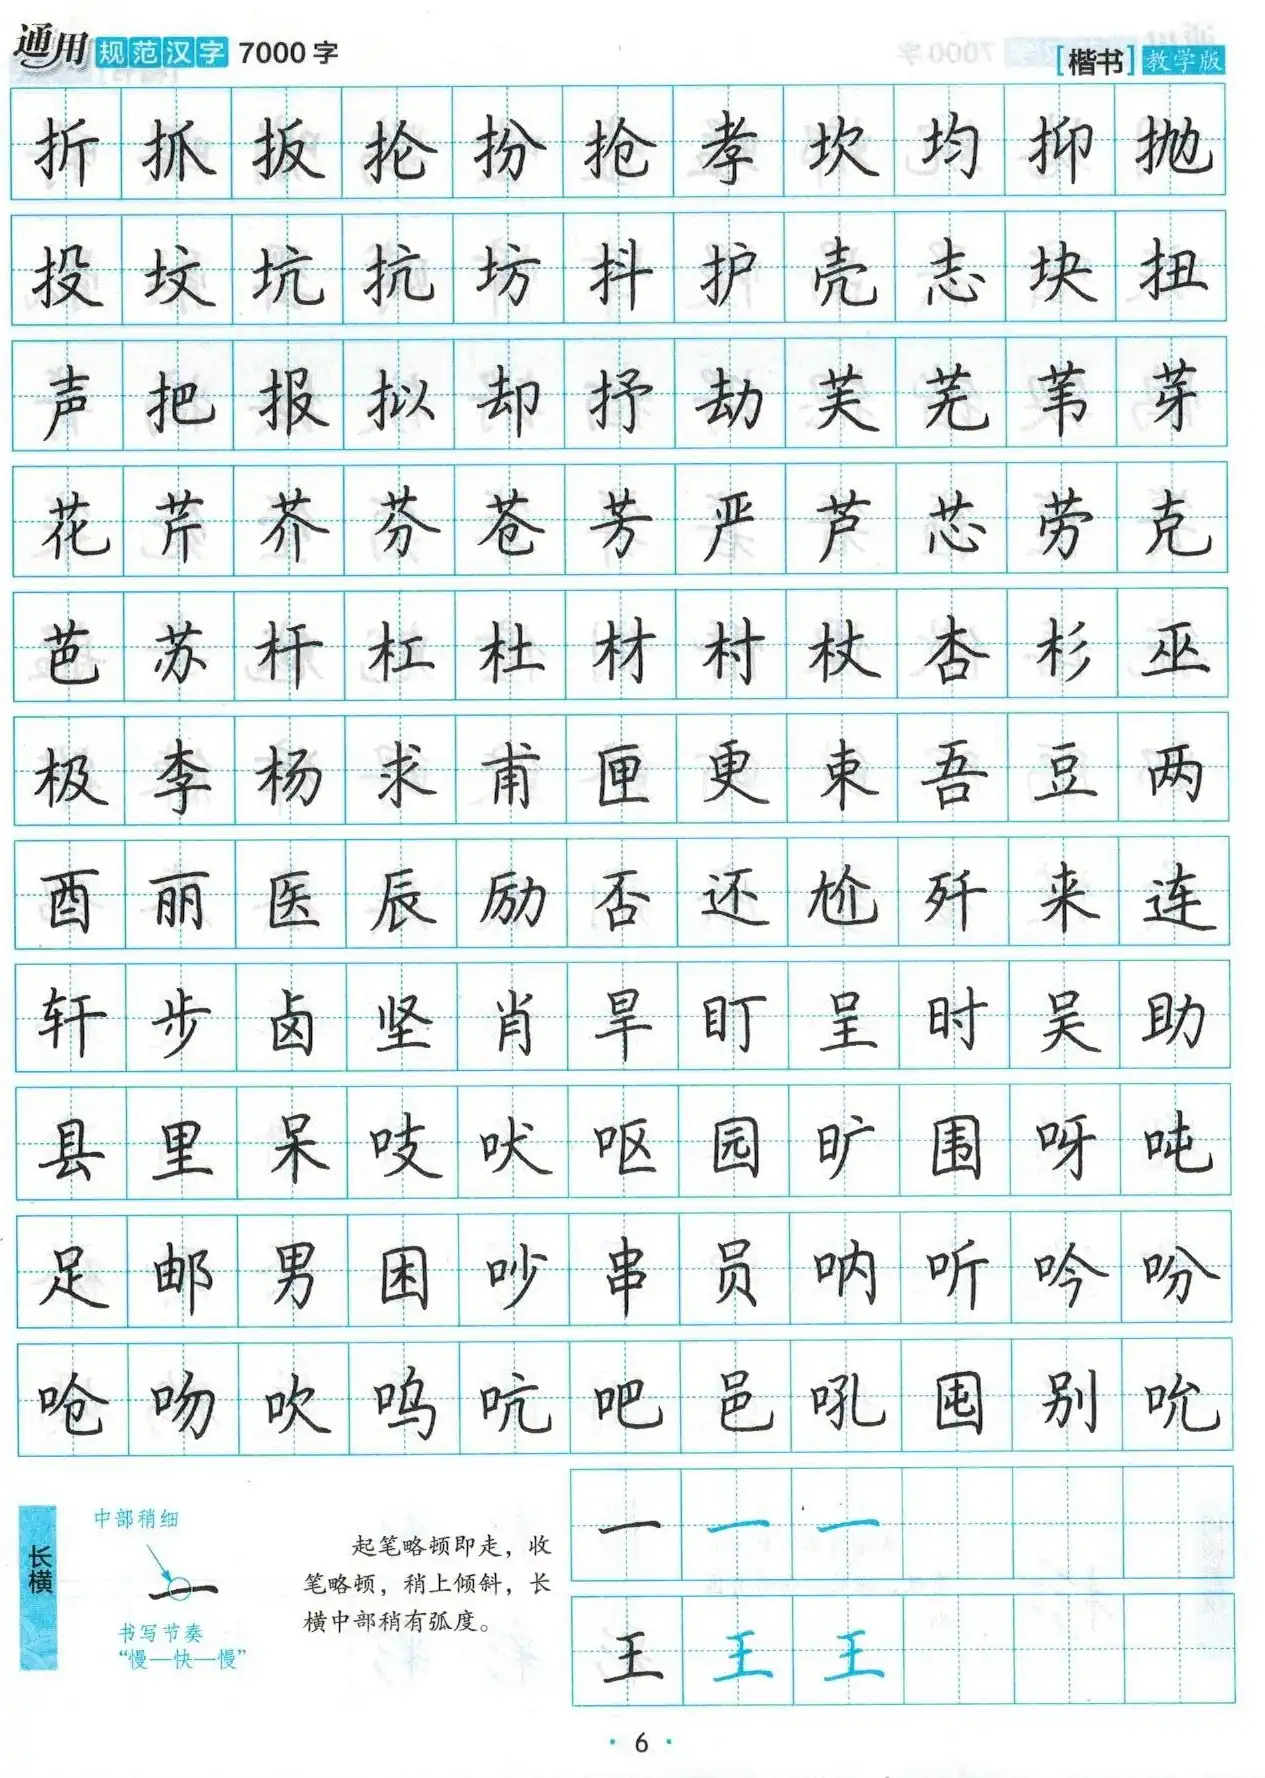 通用规范汉字 7000 字
[楷书] 教学版
折抓扳抡扮抢孝坎均抑抛
投坟坑抗坊抖护壳志块扭
声把报拟却抒劫芙芜苇芽
花芹芥芬苍芳严芦芯劳克
芭苏杆杠杜材村杖杏杉巫
极李杨求甫匣更束吾豆两
酉丽医辰励否还尬歼来连
轩步卤坚肖旱盯呈时吴助
县里呆吱吠呕园旷围呀吨
足邮男困吵串员呐听吟吩
呛吻吹呜吭吧邑吼囤别吮
长横
中部稍细
书写节奏
“慢—快—慢”
起笔略顿即走，收
笔略顿，稍上倾斜，长
横中部稍有弧度。
一 一 一
王 王 王
· 6 ·